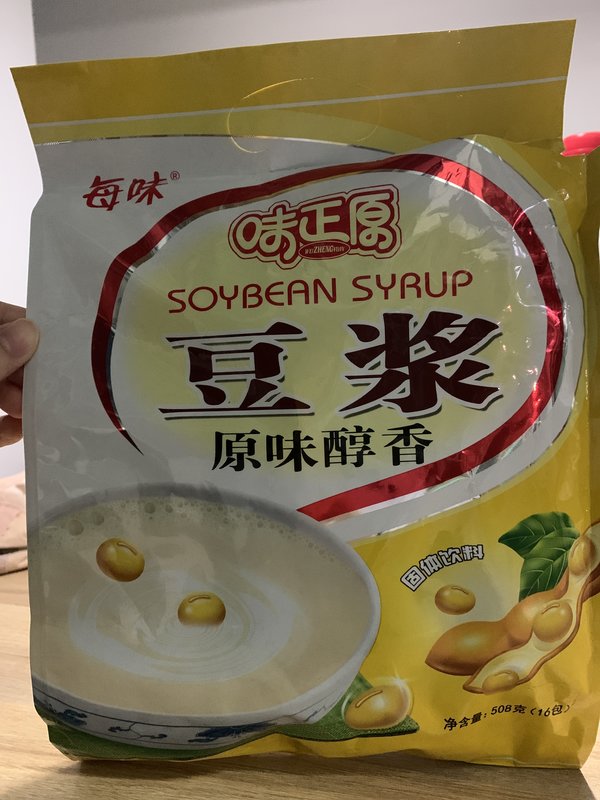 每味®
味正原
SOYBEAN SYRUP
豆浆
原味醇香
固体饮料
净含量：508克（16包）